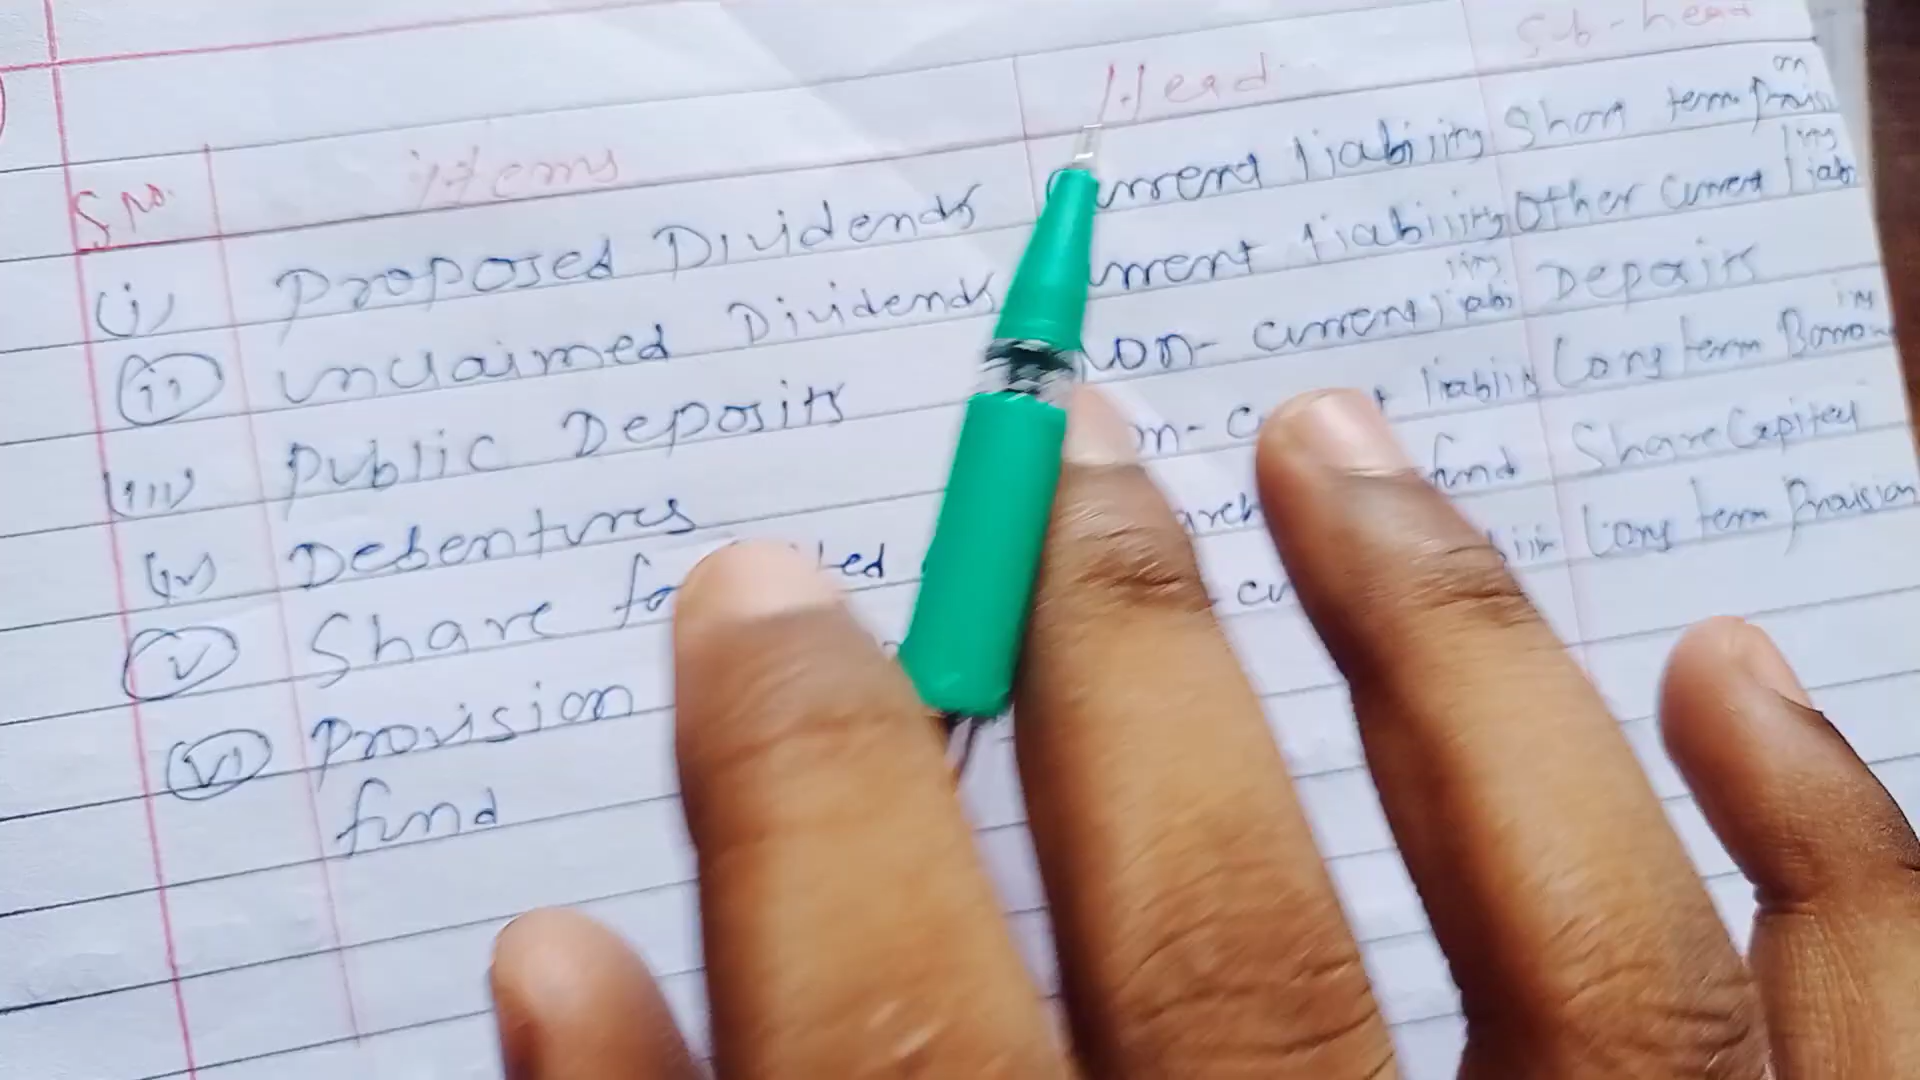 Head Sub-head
S No. items
(i) Proposed Dividends Current liability Short term Provision
(ii) unclaimed Dividends Current liability Other Current liability
(iii) Public Deposits Non-current liability Deposits
(iv) Debentures liability Long term Borrowing
(v) Share fund Share Capital
(vi) Provision Long term Provision
fund